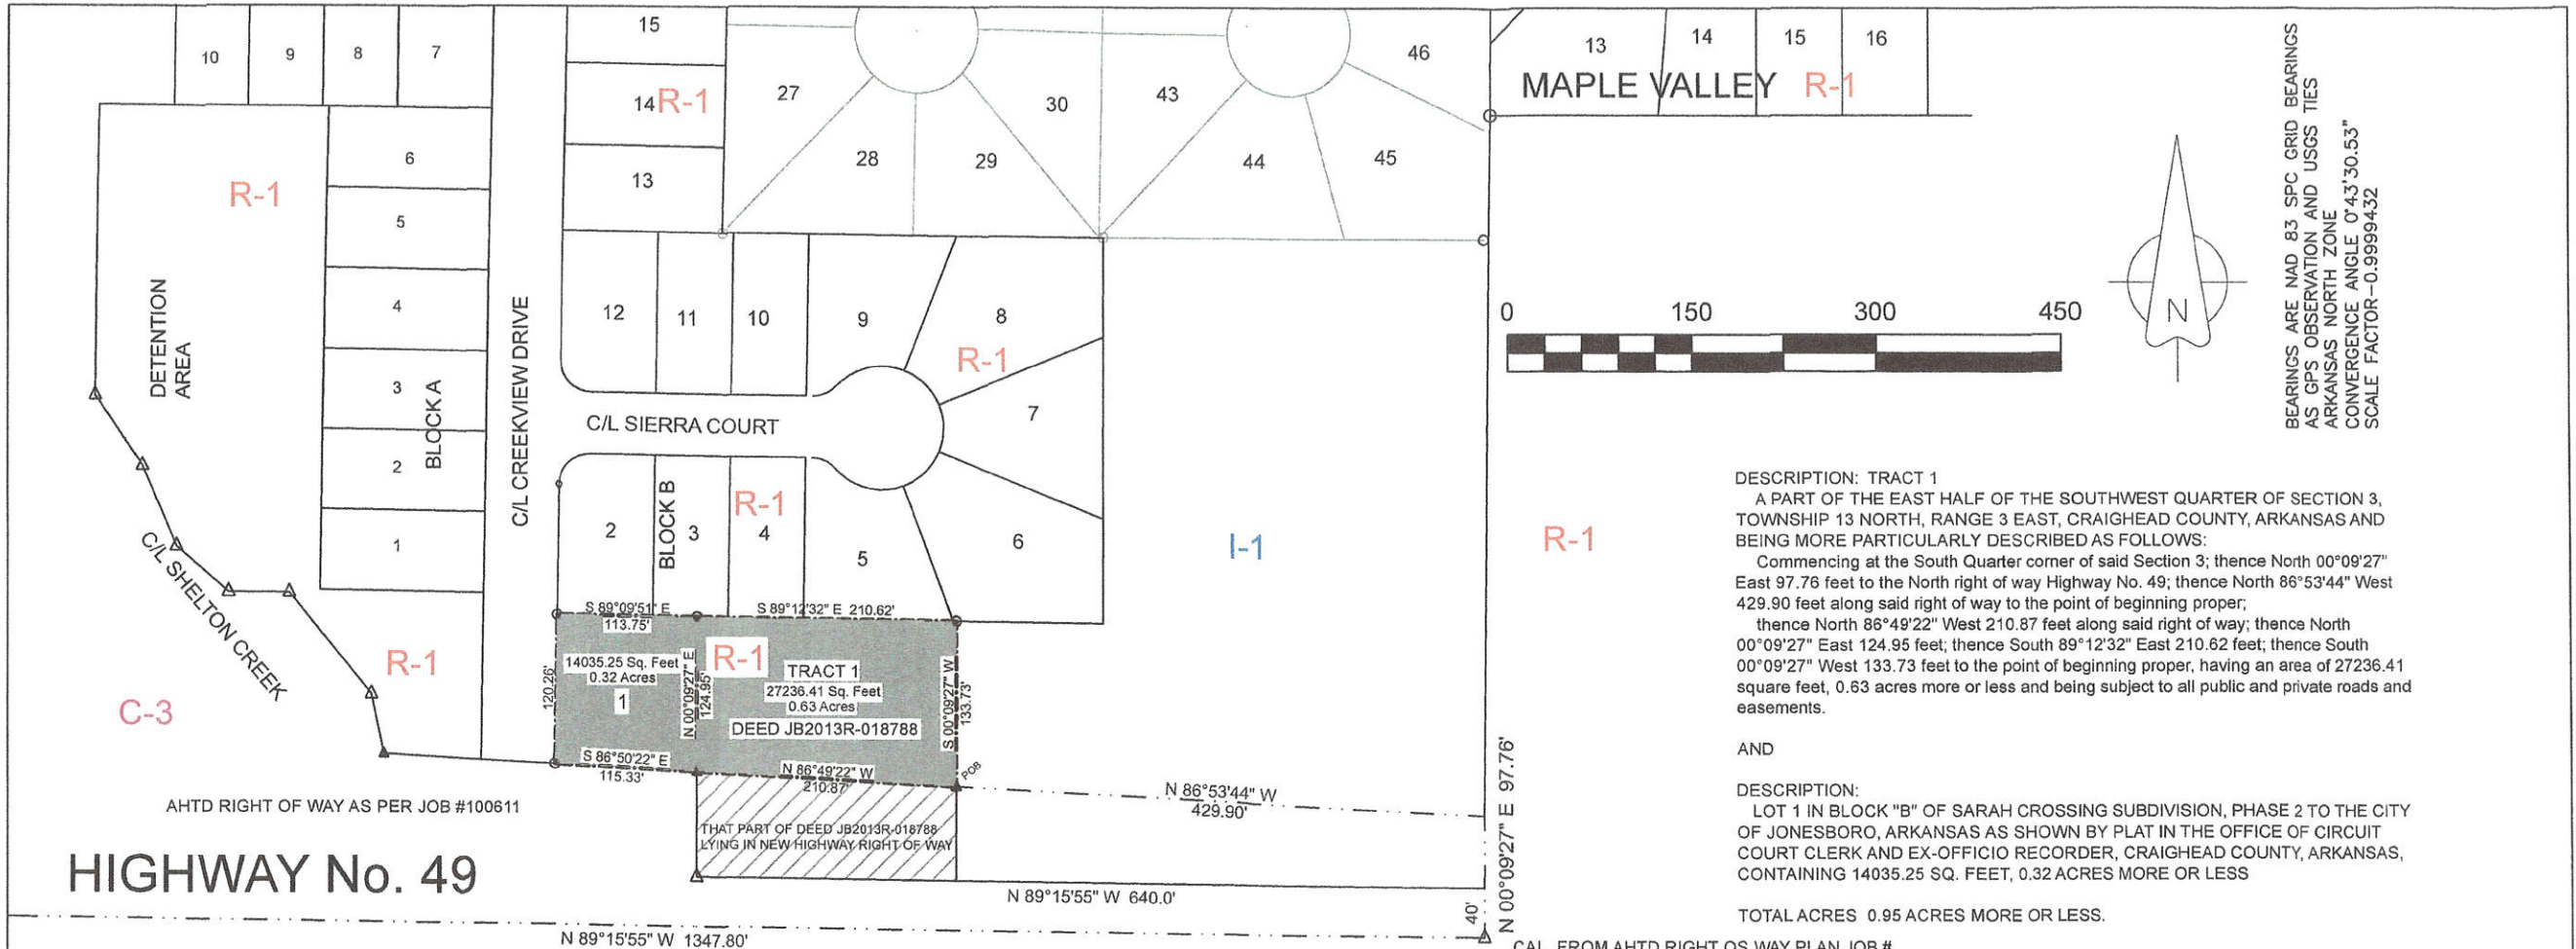 10 9 8 7
15
14 R-1
13
27 28 29 30 43 44 45 46
13 14 15 16
MAPLE VALLEY R-1
BEARINGS ARE NAD 83 SPC GRID BEARINGS
AS GPS OBSERVATION AND USGS TIES
ARKANSAS NORTH ZONE
CONVERGENCE ANGLE 0°43'30.53"
SCALE FACTOR-0.9999432
R-1
6
5
4
3
2
1
DETENTION
AREA
BLOCK A
C/L CREEKVIEW DRIVE
12 11 10 9 8
R-1
7
C/L SIERRA COURT
BLOCK B
R-1
2 3 4 5 6
I-1
R-1
0 150 300 450
N
C/L SHELTON CREEK
R-1
C-3
S 89°09'51" E
113.75'
S 89°12'32" E 210.62'
14035.25 Sq. Feet
0.32 Acres
1
120.26'
N 00°09'27" E
124.95'
R-1
TRACT 1
27236.41 Sq. Feet
0.63 Acres
DEED JB2013R-018788
S 00°09'27" W
133.73'
S 86°50'22" E
115.33'
N 86°49'22" W
210.87'
POB
N 86°53'44" W
429.90'
N 00°09'27" E 97.76'
THAT PART OF DEED JB2013R-018788
LYING IN NEW HIGHWAY RIGHT OF WAY
AHTD RIGHT OF WAY AS PER JOB #100611
HIGHWAY No. 49
N 89°15'55" W 640.0'
40'
N 89°15'55" W 1347.80'
DESCRIPTION: TRACT 1
A PART OF THE EAST HALF OF THE SOUTHWEST QUARTER OF SECTION 3,
TOWNSHIP 13 NORTH, RANGE 3 EAST, CRAIGHEAD COUNTY, ARKANSAS AND
BEING MORE PARTICULARLY DESCRIBED AS FOLLOWS:
Commencing at the South Quarter corner of said Section 3; thence North 00°09'27"
East 97.76 feet to the North right of way Highway No. 49; thence North 86°53'44" West
429.90 feet along said right of way to the point of beginning proper;
thence North 86°49'22" West 210.87 feet along said right of way; thence North
00°09'27" East 124.95 feet; thence South 89°12'32" East 210.62 feet; thence South
00°09'27" West 133.73 feet to the point of beginning proper, having an area of 27236.41
square feet, 0.63 acres more or less and being subject to all public and private roads and
easements.
AND
DESCRIPTION:
LOT 1 IN BLOCK "B" OF SARAH CROSSING SUBDIVISION, PHASE 2 TO THE CITY
OF JONESBORO, ARKANSAS AS SHOWN BY PLAT IN THE OFFICE OF CIRCUIT
COURT CLERK AND EX-OFFICIO RECORDER, CRAIGHEAD COUNTY, ARKANSAS,
CONTAINING 14035.25 SQ. FEET, 0.32 ACRES MORE OR LESS
TOTAL ACRES 0.95 ACRES MORE OR LESS.
CAL. FROM AHTD RIGHT OS WAY PLAN JOB #